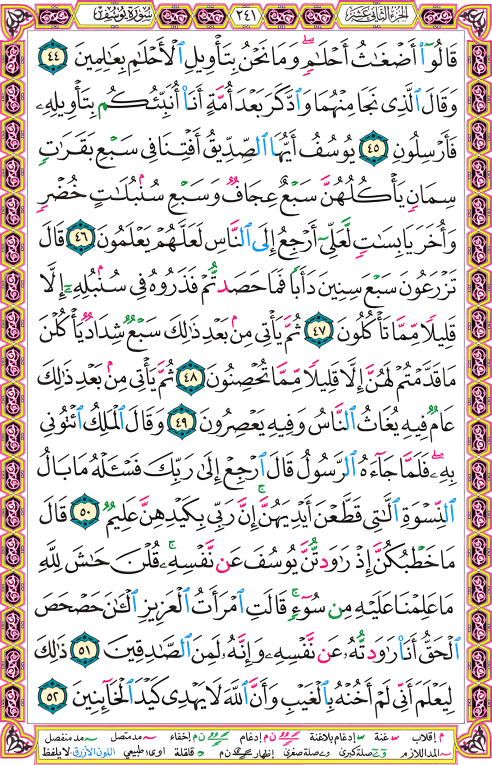 سورة يوسف ٢٤١ الجزء الثاني عشر
قَالُوٓا۟ أَضْغَٰثُ أَحْلَٰمٍۢ ۖ وَمَا نَحْنُ بِتَأْوِيلِ ٱلْأَحْلَٰمِ بِعَٰلِمِينَ ٤٤
وَقَالَ ٱلَّذِى نَجَا مِنْهُمَا وَٱدَّكَرَ بَعْدَ أُمَّةٍ أَنَا۠ أُنَبِّئُكُم بِتَأْوِيلِهِۦ
فَأَرْسِلُونِ ٤٥ يُوسُفُ أَيُّهَا ٱلصِّدِّيقُ أَفْتِنَا فِى سَبْعِ بَقَرَٰتٍۢ
سِمَانٍۢ يَأْكُلُهُنَّ سَبْعٌ عِجَافٌۭ وَسَبْعِ سُنۢبُلَٰتٍ خُضْرٍۢ
وَأُخَرَ يَابِسَٰتٍۢ لَّعَلِّىٓ أَرْجِعُ إِلَى ٱلنَّاسِ لَعَلَّهُمْ يَعْلَمُونَ ٤٦ قَالَ
تَزْرَعُونَ سَبْعَ سِنِينَ دَأَبًۭا فَمَا حَصَدتُّمْ فَذَرُوهُ فِى سُنۢبُلِهِۦٓ إِلَّا
قَلِيلًۭا مِّمَّا تَأْكُلُونَ ٤٧ ثُمَّ يَأْتِى مِنۢ بَعْدِ ذَٰلِكَ سَبْعٌۭ شِدَادٌۭ يَأْكُلْنَ
مَا قَدَّمْتُمْ لَهُنَّ إِلَّا قَلِيلًۭا مِّمَّا تُحْصِنُونَ ٤٨ ثُمَّ يَأْتِى مِنۢ بَعْدِ ذَٰلِكَ
عَامٌۭ فِيهِ يُغَاثُ ٱلنَّاسُ وَفِيهِ يَعْصِرُونَ ٤٩ وَقَالَ ٱلْمَلِكُ ٱئْتُونِى
بِهِۦ ۖ فَلَمَّا جَآءَهُ ٱلرَّسُولُ قَالَ ٱرْجِعْ إِلَىٰ رَبِّكَ فَسْـَٔلْهُ مَا بَالُ
ٱلنِّسْوَةِ ٱلَّٰتِى قَطَّعْنَ أَيْدِيَهُنَّ ۚ إِنَّ رَبِّى بِكَيْدِهِنَّ عَلِيمٌۭ ٥٠ قَالَ
مَا خَطْبُكُنَّ إِذْ رَٰوَدتُّنَّ يُوسُفَ عَن نَّفْسِهِۦ ۚ قُلْنَ حَٰشَ لِلَّهِ
مَا عَلِمْنَا عَلَيْهِ مِن سُوٓءٍۢ ۚ قَالَتِ ٱمْرَأَتُ ٱلْعَزِيزِ ٱلْـَٰٔنَ حَصْحَصَ
ٱلْحَقُّ أَنَا۠ رَٰوَدتُّهُۥ عَن نَّفْسِهِۦ وَإِنَّهُۥ لَمِنَ ٱلصَّٰدِقِينَ ٥١ ذَٰلِكَ
لِيَعْلَمَ أَنِّى لَمْ أَخُنْهُ بِٱلْغَيْبِ وَأَنَّ ٱللَّهَ لَا يَهْدِى كَيْدَ ٱلْخَآئِنِينَ ٥٢
م إقلاب غنة إدغام بلاغنة ن م إدغام ن م إخفاء مد متصل مد منفصل
المد اللازم صلة كبرى صلة صغرى إظهار ن م قلقلة اوى طبيعي اللون الأزرق لا يلفظ